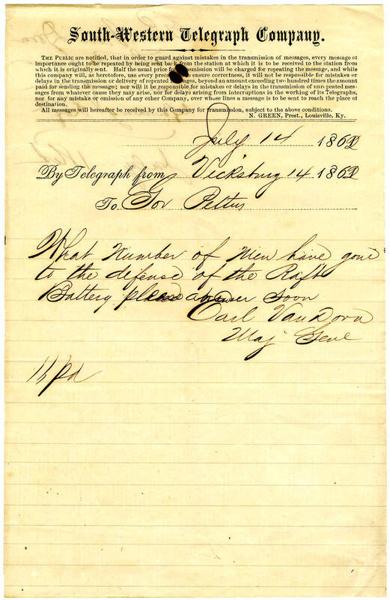 South-Western Telegraph Company.
THE PUBLIC are notified, that in order to guard against mistakes in the transmission of messages, every message of
importance ought to be repeated by being sent back from the station at which it is to be received to the station from
which it is originally sent. Half the usual price for transmission will be charged for repeating the message, and while
this company will, as heretofore, use every precaution to ensure correctness, it will not be responsible for mistakes or
delays in the transmission or delivery of repeated messages, beyond an amount exceeding two hundred times the amount
paid for sending the message; nor will it be responsible for mistakes or delays in the transmission of unrepeated mes-
sages from whatever cause they may arise, nor for delays arising from interruptions in the working of its Telegraphs,
nor for any mistake or omission of any other Company, over whose lines a message is to be sent to reach the place of
destination.
All messages will hereafter be received by this Company for transmission, subject to the above conditions.
N. GREEN, Prest., Louisville, Ky.
July 14 1862
By Telegraph from Vicksburg 14 1862
To Gov Pettus
What Number of Men have gone
to the defense of the Raft
Battery please answer soon
Earl Van Dorn
Maj Genl
16 pd